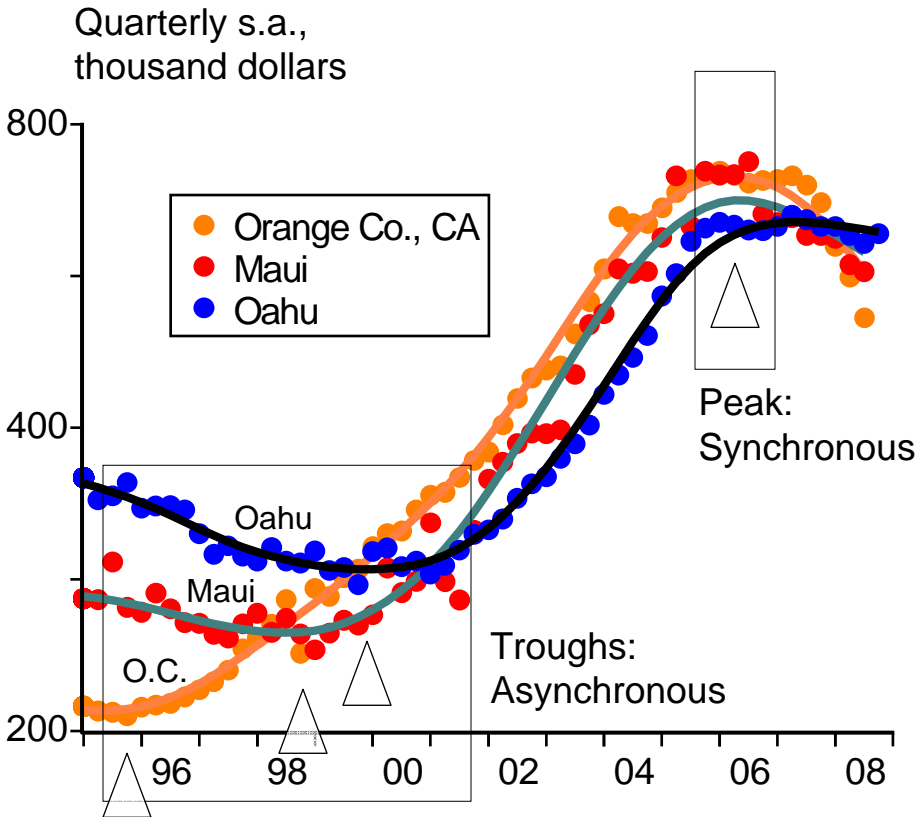 Quarterly s.a.,
thousand dollars
800
Orange Co., CA
Maui
Oahu
400
Peak:
Synchronous
Oahu
Maui
O.C.
Troughs:
Asynchronous
200
96 98 00 02 04 06 08